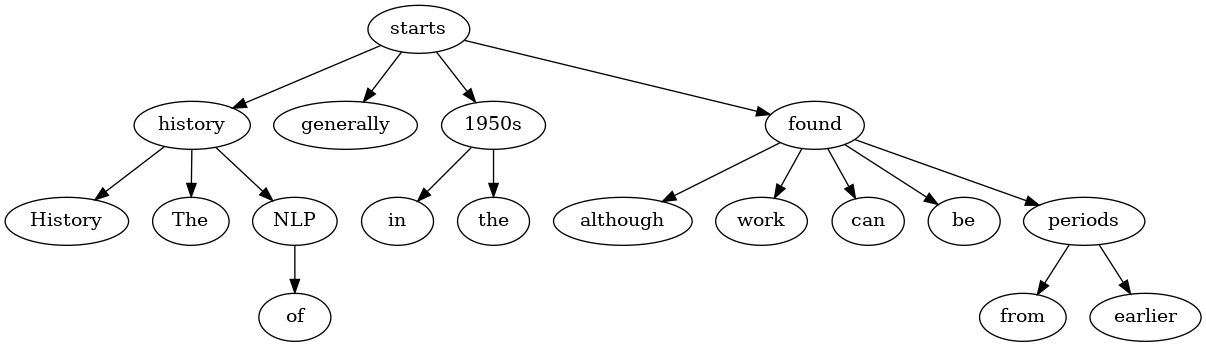 starts
history generally 1950s found
History The NLP in the although work can be periods
of from earlier